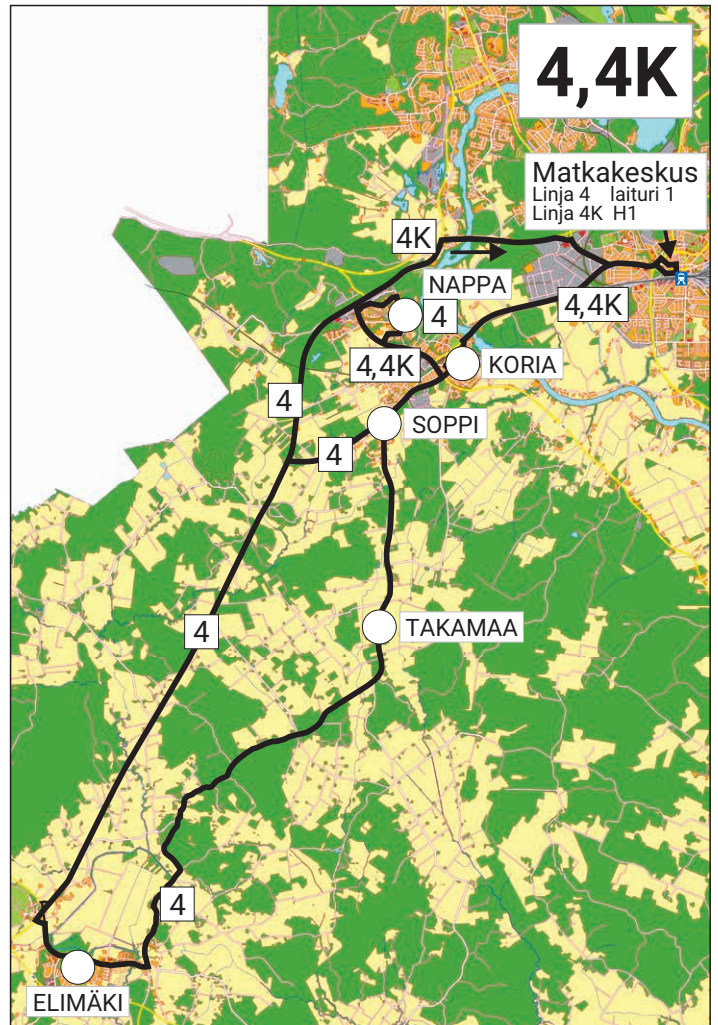 4,4K
Matkakeskus
Linja 4 laituri 1
Linja 4K H1
4K
NAPPA
4
4,4K
4,4K
KORIA
4
SOPPI
4
4
TAKAMAA
4
ELIMÄKI